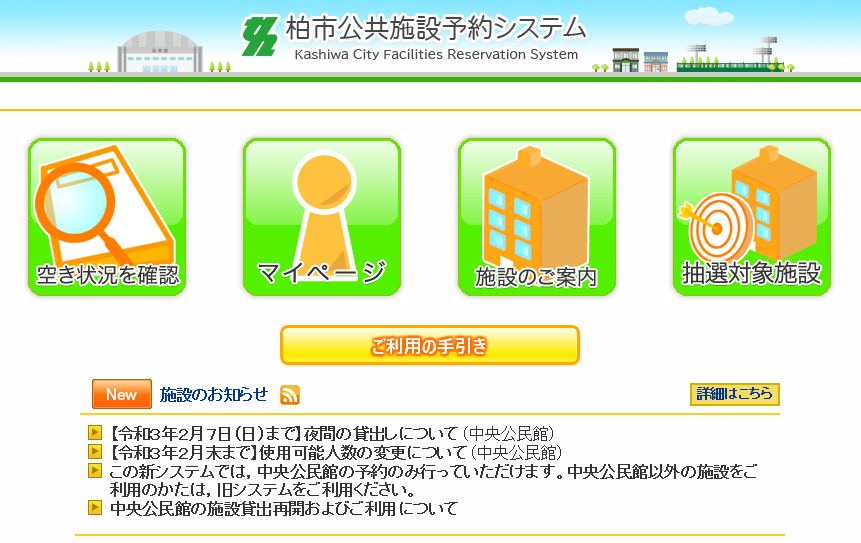 柏市公共施設予約システム
Kashiwa City Facilities Reservation System
空き状況を確認
マイページ
施設のご案内
抽選対象施設
ご利用の手引き
New 施設のお知らせ 詳細はこちら
【令和3年2月7日(日)まで】夜間の貸出しについて(中央公民館)
【令和3年2月末まで】使用可能人数の変更について(中央公民館)
この新システムでは,中央公民館の予約のみ行っていただけます。中央公民館以外の施設をご
利用のかたは,旧システムをご利用ください。
中央公民館の施設貸出再開およびご利用について